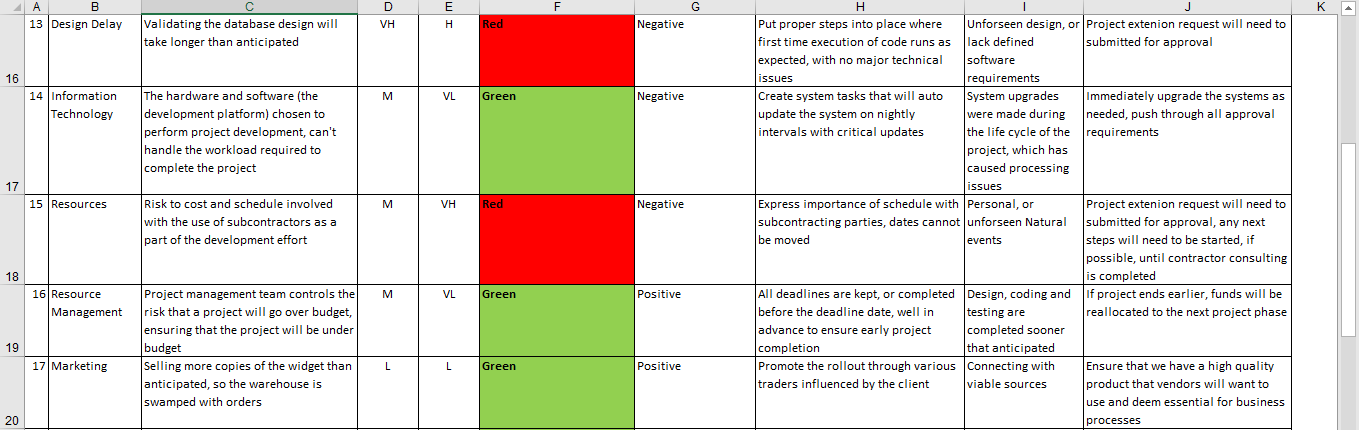 A B C D E F G H I J K
13 Design Delay Validating the database design will VH H Red Negative Put proper steps into place where Unforseen design, or Project extenion request will need to
take longer than anticipated first time execution of code runs as lack defined submitted for approval
expected, with no major technical software
16 issues requirements
14 Information The hardware and software (the M VL Green Negative Create system tasks that will auto System upgrades Immediately upgrade the systems as
Technology development platform) chosen to update the system on nightly were made during needed, push through all approval
perform project development, can't intervals with critical updates the life cycle of the requirements
handle the workload required to project, which has
complete the project caused processing
17 issues
15 Resources Risk to cost and schedule involved M VH Red Negative Express importance of schedule with Personal, or Project extenion request will need to
with the use of subcontractors as a subcontracting parties, dates cannot unforseen Natural submitted for approval, any next
part of the development effort be moved events steps will need to be started, if
possible, until contractor consulting
18 is completed
16 Resource Project management team controls the M VL Green Positive All deadlines are kept, or completed Design, coding and If project ends earlier, funds will be
Management risk that a project will go over budget, before the deadline date, well in testing are reallocated to the next project phase
ensuring that the project will be under advance to ensure early project completed sooner
19 budget completion that anticipated
17 Marketing Selling more copies of the widget than L L Green Positive Promote the rollout through various Connecting with Ensure that we have a high quality
anticipated, so the warehouse is traders influenced by the client viable sources product that vendors will want to
swamped with orders use and deem essential for business
20 processes